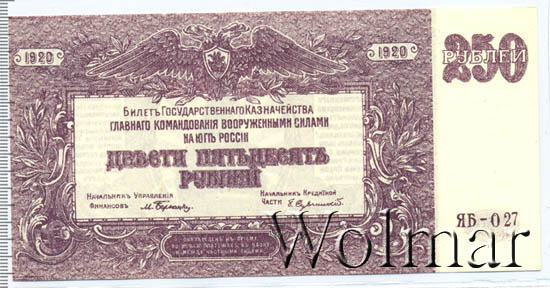 1920
1920
250
РУБЛЕЙ
БИЛЕТЪ ГОСУДАРСТВЕННАГО КАЗНАЧЕЙСТВА
ГЛАВНАГО КОМАНДОВАНІЯ ВООРУЖЕННЫМИ СИЛАМИ
НА ЮГѢ РОССІИ
ДВѢСТИ ПЯТЬДЕСЯТЪ
РУБЛЕЙ
НАЧАЛЬНИКЪ УПРАВЛЕНІЯ
ФИНАНСОВЪ
НАЧАЛЬНИКЪ КРЕДИТНОЙ
ЧАСТИ
ЯБ-027
Wolmar